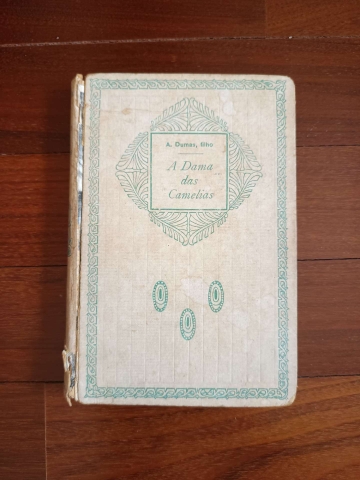 A. Dumas, filho
A Dama
das
Camelias